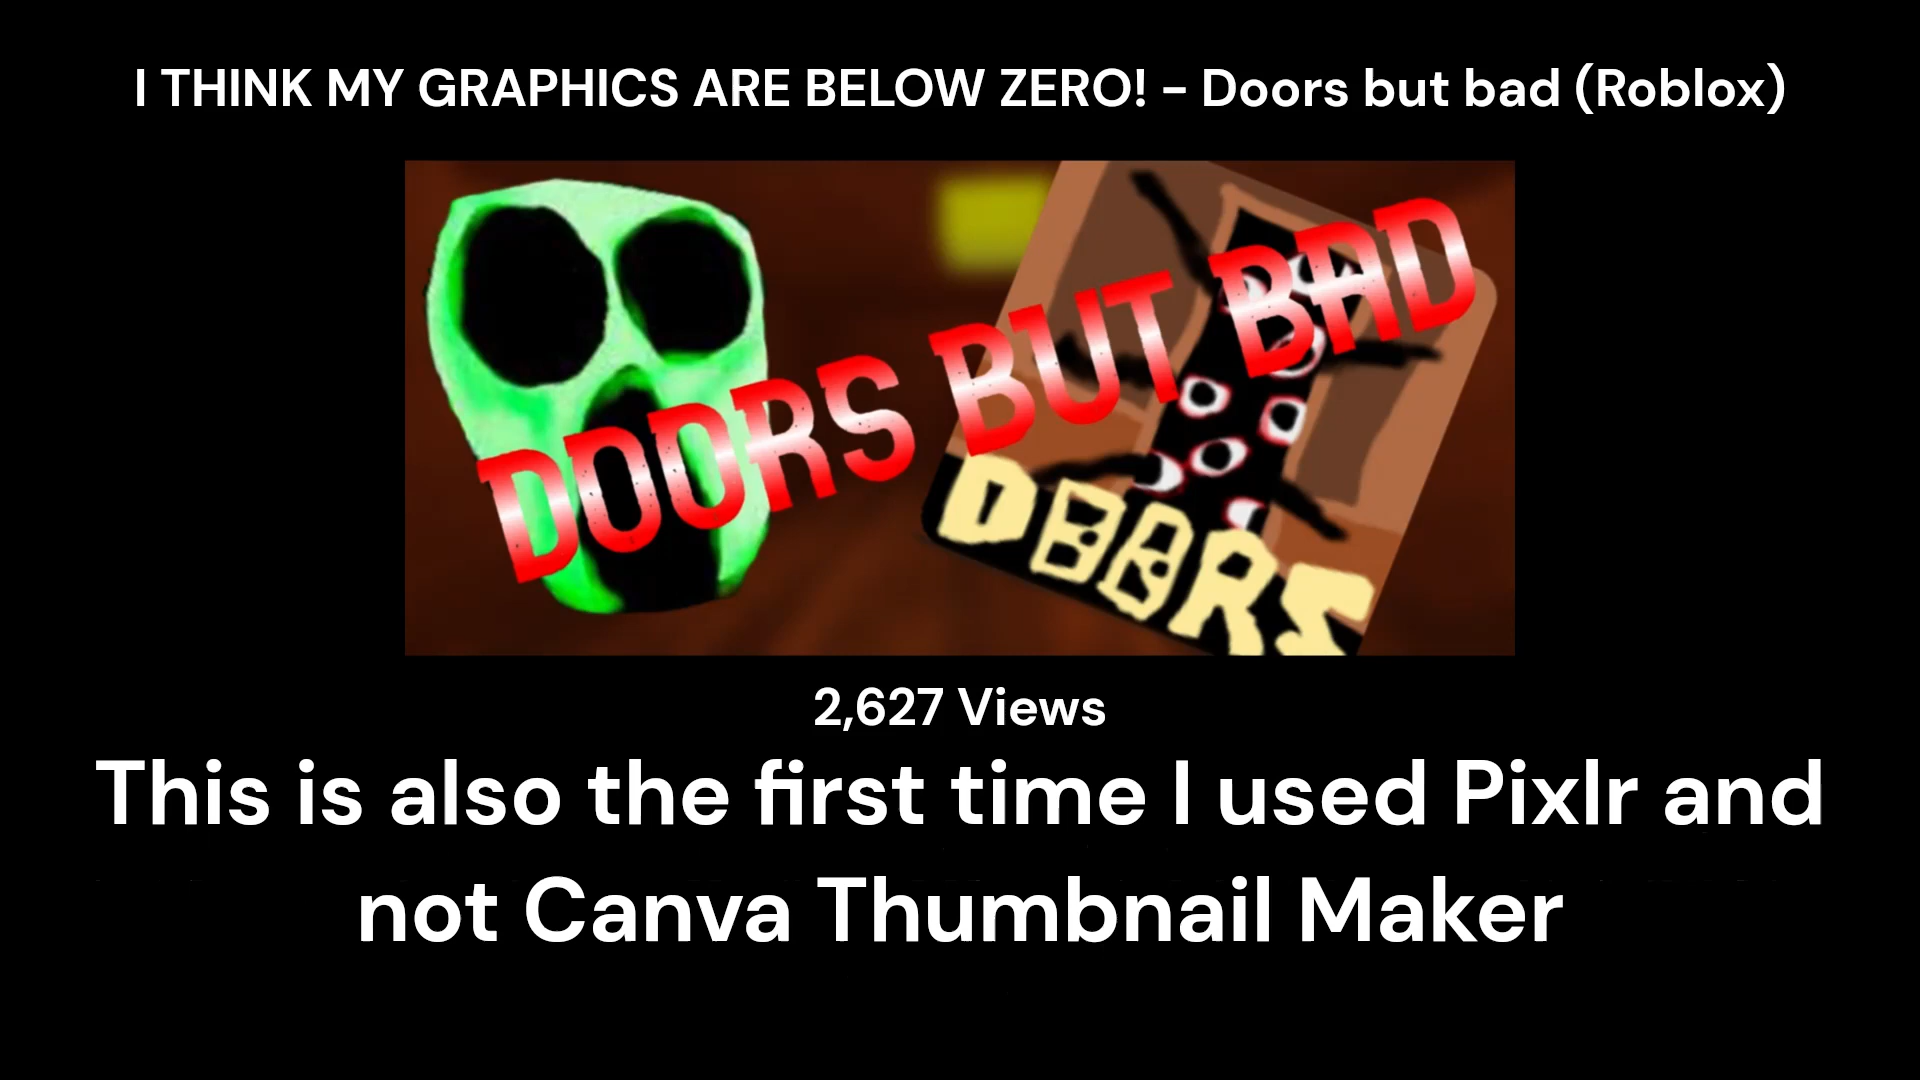 I THINK MY GRAPHICS ARE BELOW ZERO! - Doors but bad (Roblox)
DOORS BUT BAD
DOORS
2,627 Views
This is also the first time I used Pixlr and
not Canva Thumbnail Maker